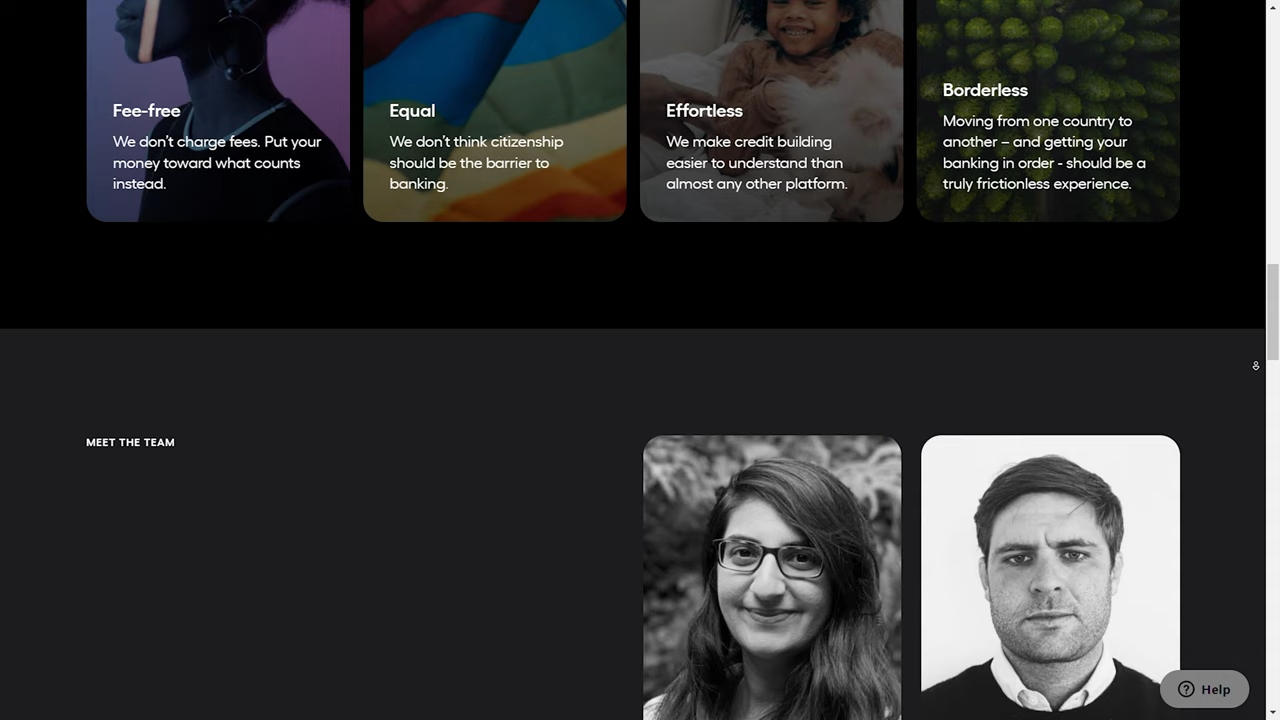 Fee-free
We don't charge fees. Put your
money toward what counts
instead.
Equal
We don't think citizenship
should be the barrier to
banking.
Effortless
We make credit building
easier to understand than
almost any other platform.
Borderless
Moving from one country to
another – and getting your
banking in order - should be a
truly frictionless experience.
MEET THE TEAM
Help